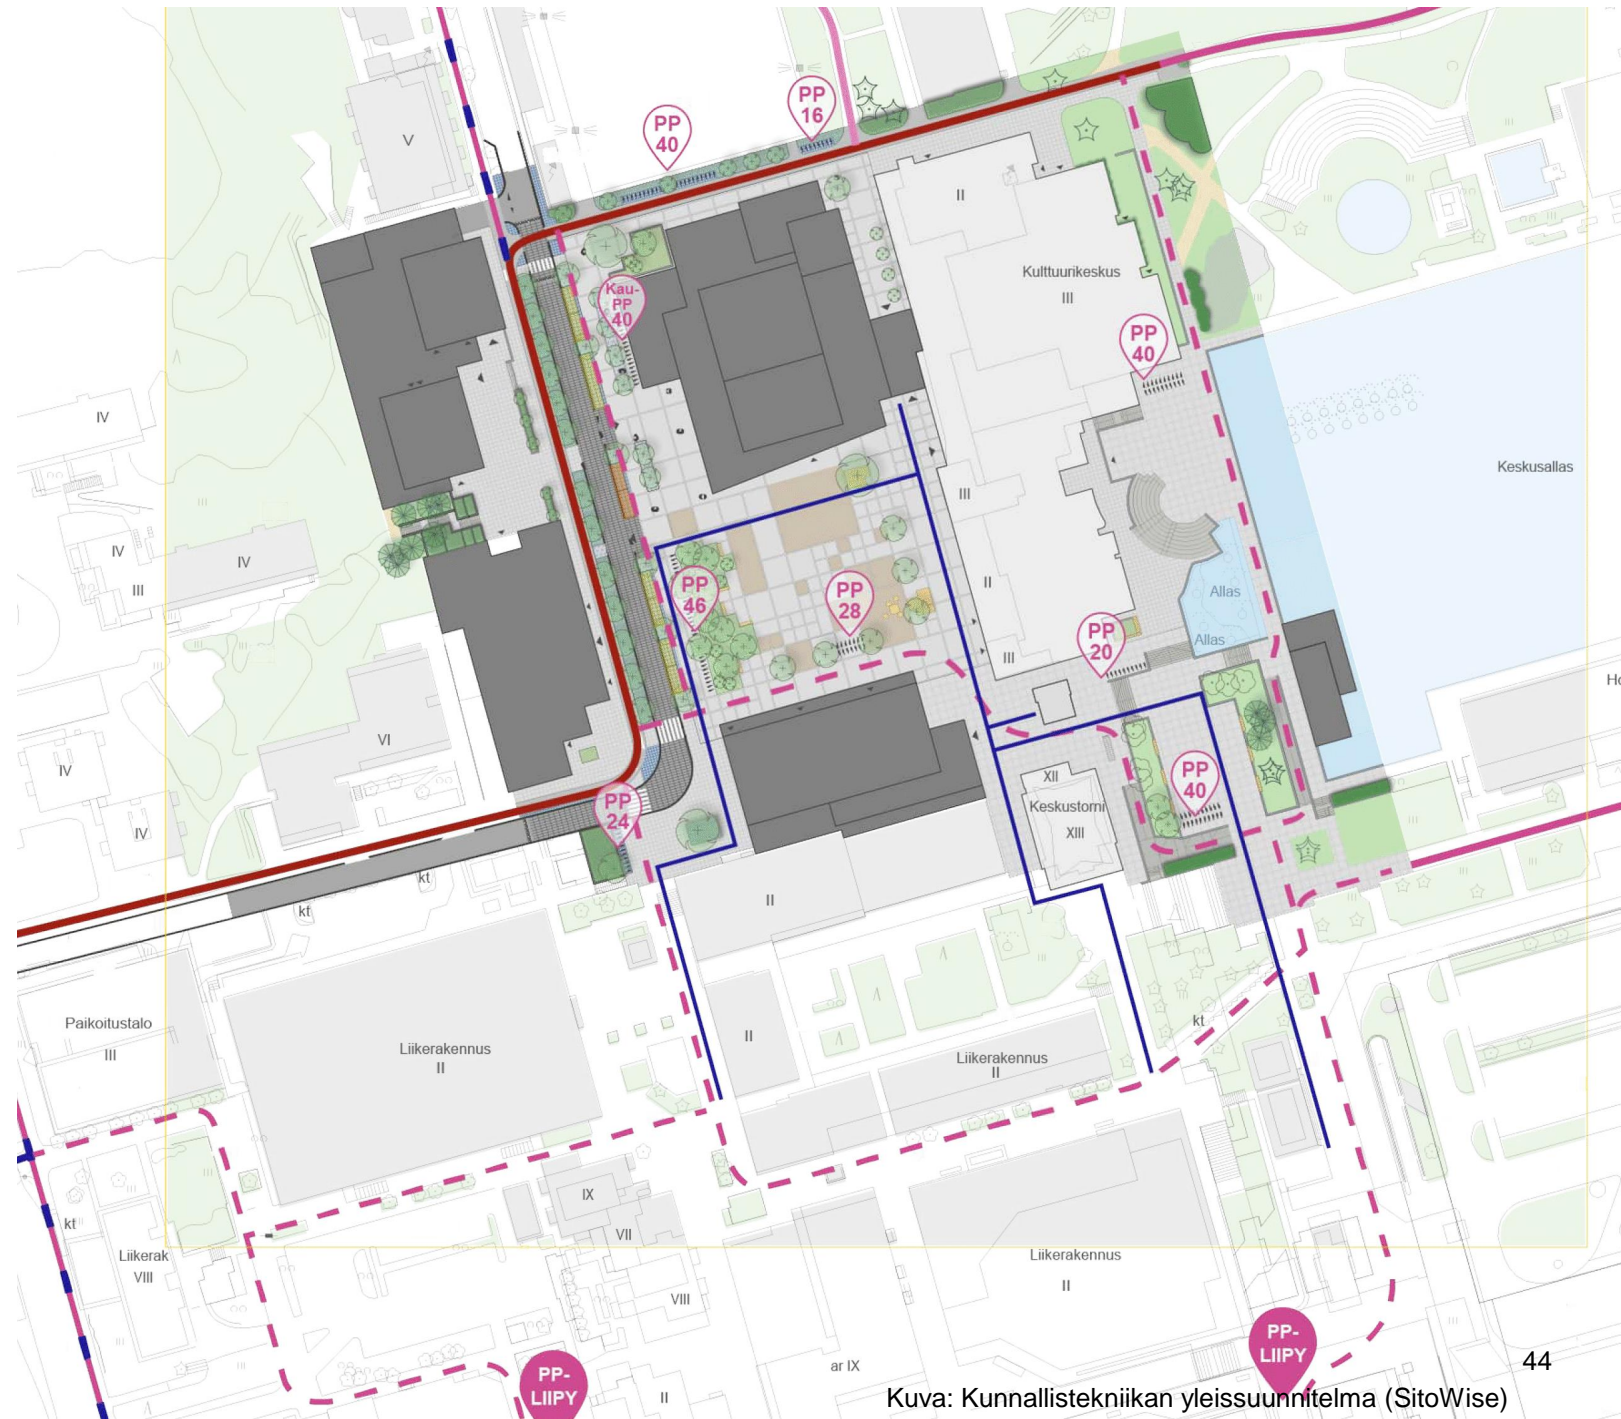 PP
16
PP
40
V
II
Kulttuurikeskus
III
Kau-
PP
40
PP
40
IV
Keskusallas
III
IV
IV
III
PP
46
PP
28
II
Allas
Allas
PP
20
III
VI
IV
XII
PP
40
Keskustorni
XIII
PP
24
IV
kt
kt
II
Paikoitustalo
III
Liikerakennus
II
II
Liikerakennus
II
kt
IX
kt
VII
Liikerak
VIII
Liikerakennus
II
VIII
PP-
LIIPY
PP-
LIIPY
ar IX
II
44
Kuva: Kunnallistekniikan yleissuunnitelma (SitoWise)